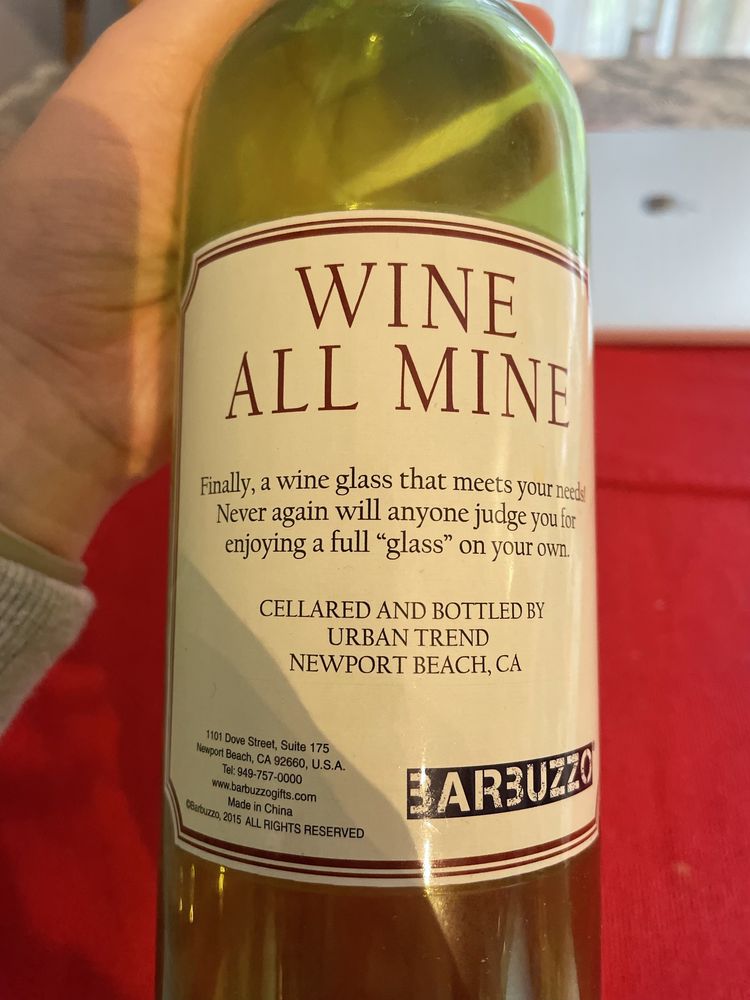 WINE
ALL MINE
Finally, a wine glass that meets your needs!
Never again will anyone judge you for
enjoying a full “glass” on your own.
CELLARED AND BOTTLED BY
URBAN TREND
NEWPORT BEACH, CA
1101 Dove Street, Suite 175
Newport Beach, CA 92660, U.S.A.
Tel: 949-757-0000
www.barbuzzogifts.com
Made in China
©Barbuzzo, 2015 ALL RIGHTS RESERVED
BARBUZZO